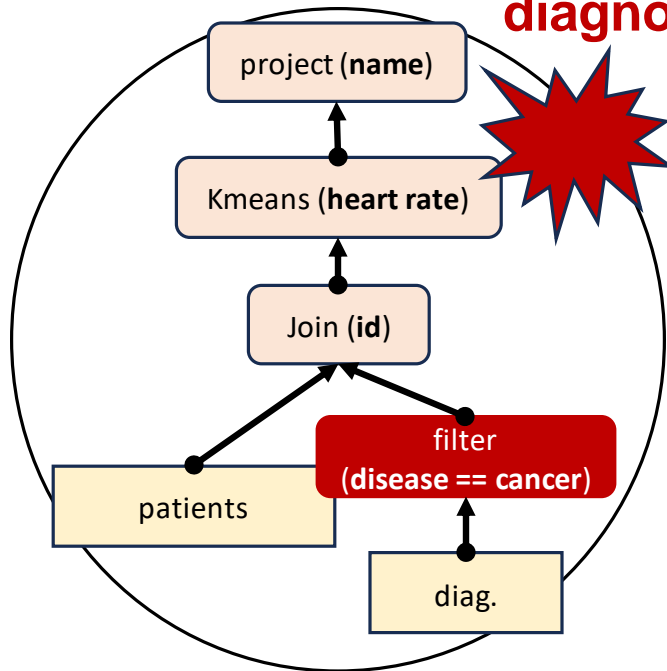 diagno
project (name)
Kmeans (heart rate)
Join (id)
filter
(disease == cancer)
patients
diag.